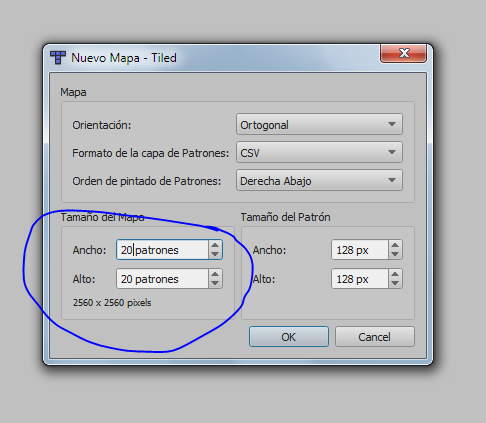 Nuevo Mapa - Tiled
Mapa
Orientación: Ortogonal
Formato de la capa de Patrones: CSV
Orden de pintado de Patrones: Derecha Abajo
Tamaño del Mapa
Ancho: 20 patrones
Alto: 20 patrones
2560 x 2560 pixels
Tamaño del Patrón
Ancho: 128 px
Alto: 128 px
OK
Cancel